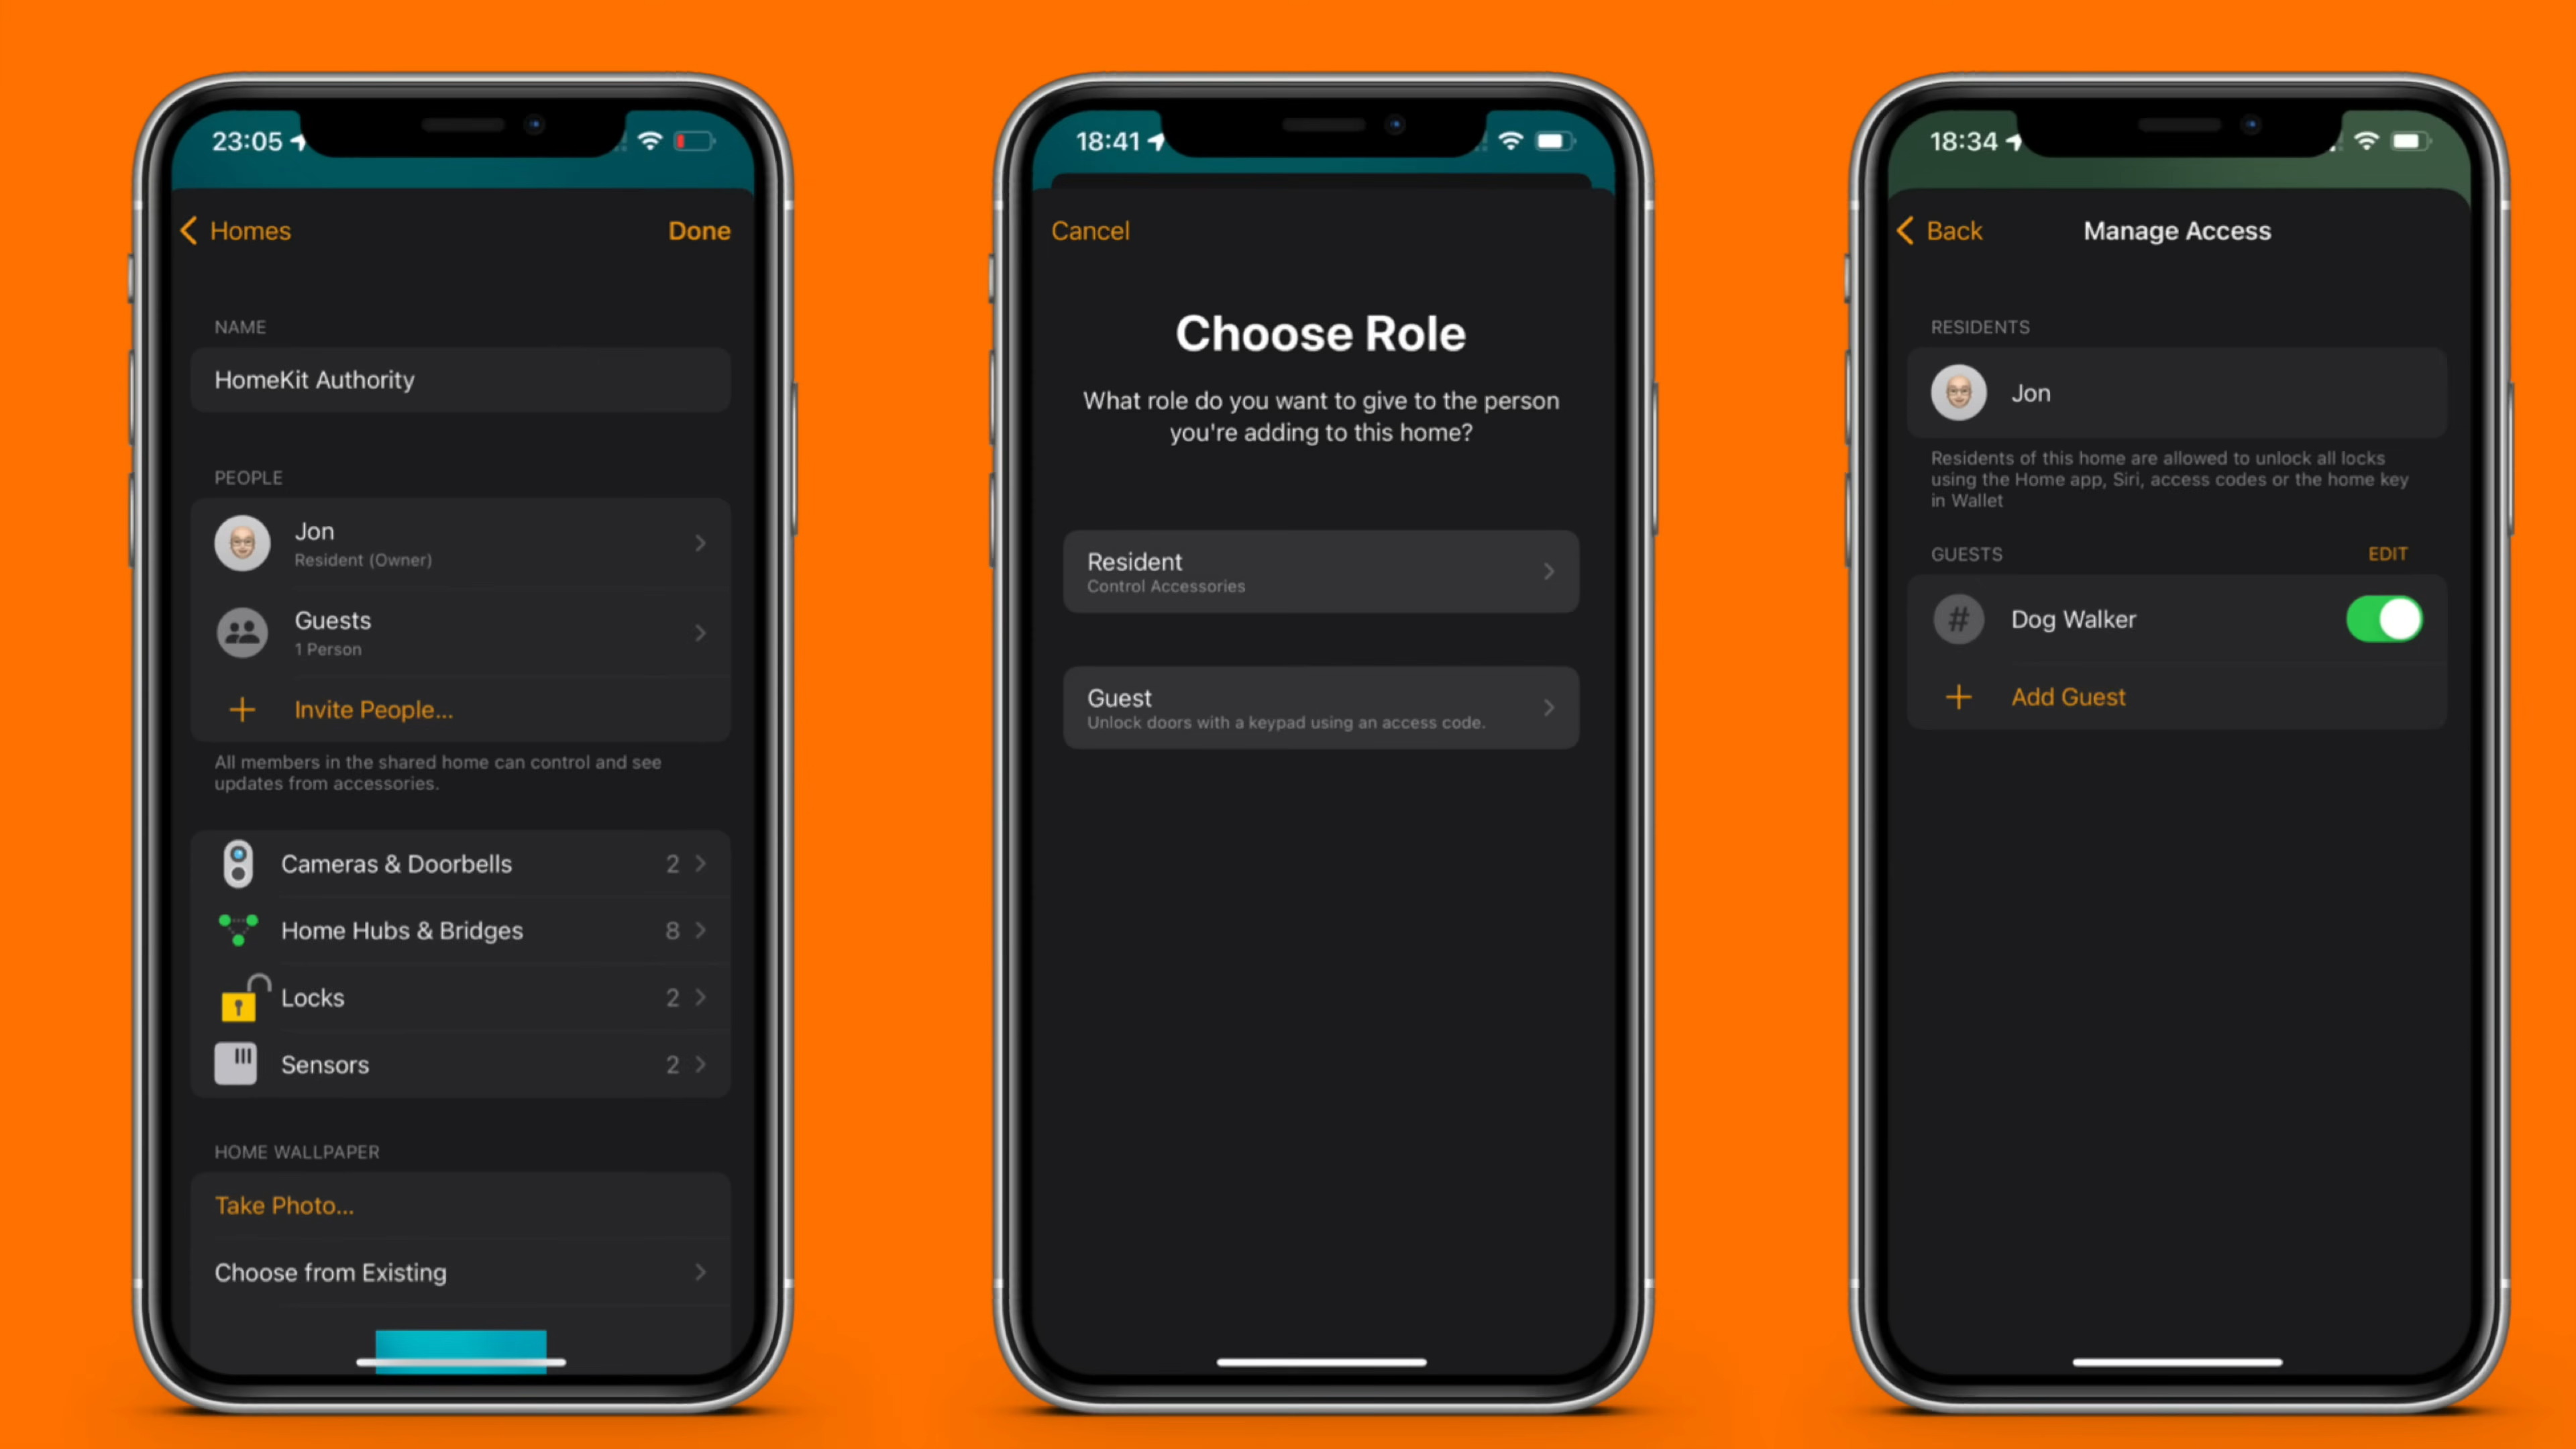 23:05
Homes
Done
NAME
HomeKit Authority
PEOPLE
Jon
Resident (Owner)
Guests
1 Person
+ Invite People...
All members in the shared home can control and see
updates from accessories.
Cameras & Doorbells 2
Home Hubs & Bridges 8
Locks 2
Sensors 2
HOME WALLPAPER
Take Photo...
Choose from Existing
18:41
Cancel
Choose Role
What role do you want to give to the person
you're adding to this home?
Resident
Control Accessories
Guest
Unlock doors with a keypad using an access code.
18:34
Back
Manage Access
RESIDENTS
Jon
Residents of this home are allowed to unlock all locks
using the Home app, Siri, access codes or the home key
in Wallet
GUESTS
EDIT
# Dog Walker
+ Add Guest